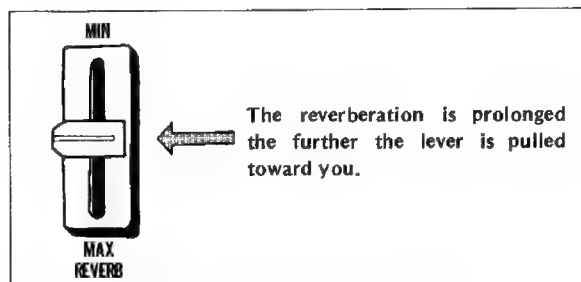 MIN
The reverberation is prolonged
the further the lever is pulled
toward you.
MAX
REVERB